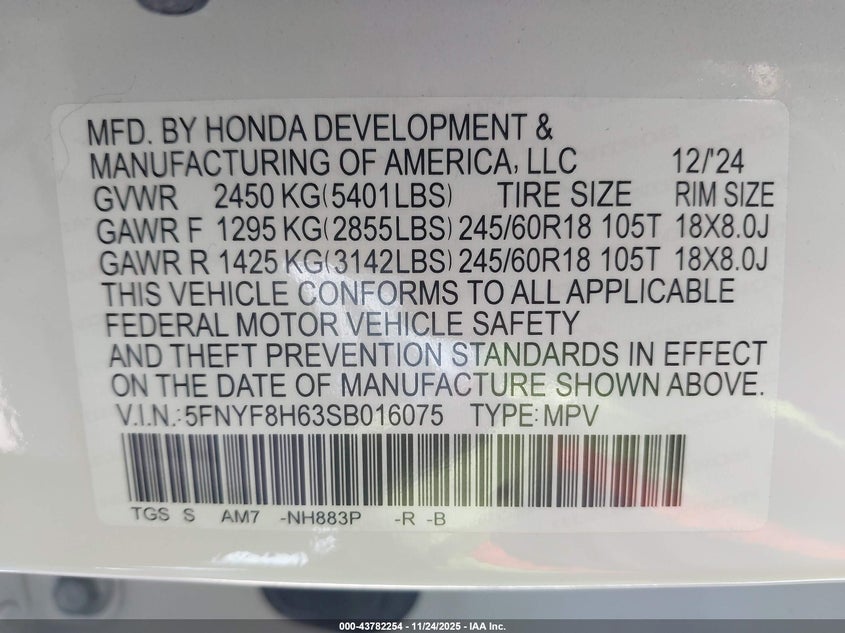 MFD. BY HONDA DEVELOPMENT &
MANUFACTURING OF AMERICA, LLC 12/'24
GVWR 2450 KG(5401LBS) TIRE SIZE RIM SIZE
GAWR F 1295 KG(2855LBS) 245/60R18 105T 18X8.0J
GAWR R 1425 KG(3142LBS) 245/60R18 105T 18X8.0J
THIS VEHICLE CONFORMS TO ALL APPLICABLE
FEDERAL MOTOR VEHICLE SAFETY
AND THEFT PREVENTION STANDARDS IN EFFECT
ON THE DATE OF MANUFACTURE SHOWN ABOVE.
V.I.N.:5FNYF8H63SB016075 TYPE:MPV
TGS S AM7 -NH883P -R -B
000-43782254 - 11/24/2025 - IAA Inc.